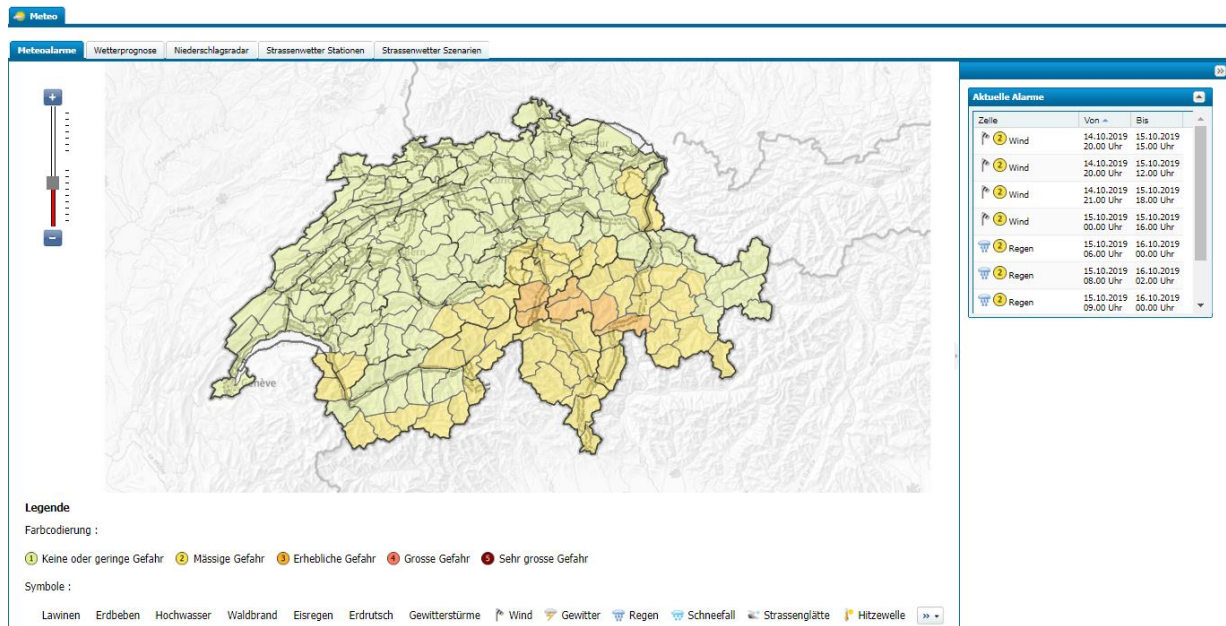 Meteo
Meteoalarme Wetterprognose Niederschlagsradar Strassenwetter Stationen Strassenwetter Szenarien
+
−
nève
Aktuelle Alarme
Zelle Von Bis
2 Wind 14.10.2019 20.00 Uhr 15.10.2019 15.00 Uhr
2 Wind 14.10.2019 20.00 Uhr 15.10.2019 12.00 Uhr
2 Wind 14.10.2019 21.00 Uhr 15.10.2019 18.00 Uhr
2 Wind 15.10.2019 00.00 Uhr 15.10.2019 16.00 Uhr
2 Regen 15.10.2019 06.00 Uhr 16.10.2019 00.00 Uhr
2 Regen 15.10.2019 08.00 Uhr 16.10.2019 02.00 Uhr
2 Regen 15.10.2019 09.00 Uhr 16.10.2019 00.00 Uhr
Legende
Farbcodierung :
1 Keine oder geringe Gefahr 2 Mässige Gefahr 3 Erhebliche Gefahr 4 Grosse Gefahr 5 Sehr grosse Gefahr
Symbole :
Lawinen Erdbeben Hochwasser Waldbrand Eisregen Erdrutsch Gewitterstürme Wind Gewitter Regen Schneefall Strassenglätte Hitzewelle »